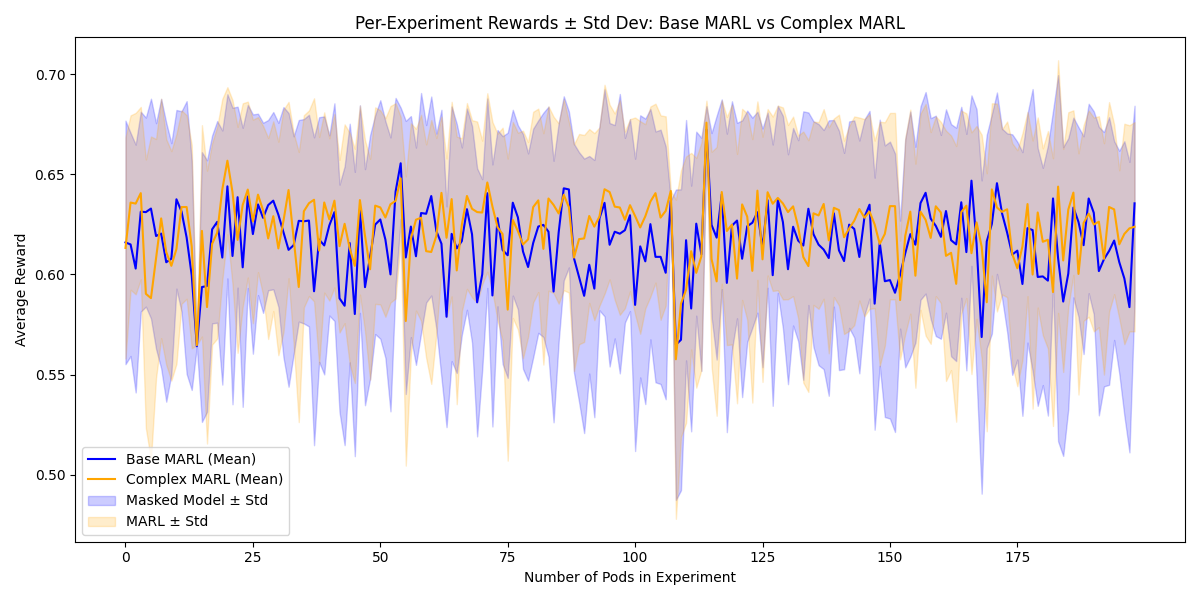 Per-Experiment Rewards ± Std Dev: Base MARL vs Complex MARL
Average Reward
0.70
0.65
0.60
0.55
0.50
Base MARL (Mean)
Complex MARL (Mean)
Masked Model ± Std
MARL ± Std
0 25 50 75 100 125 150 175
Number of Pods in Experiment